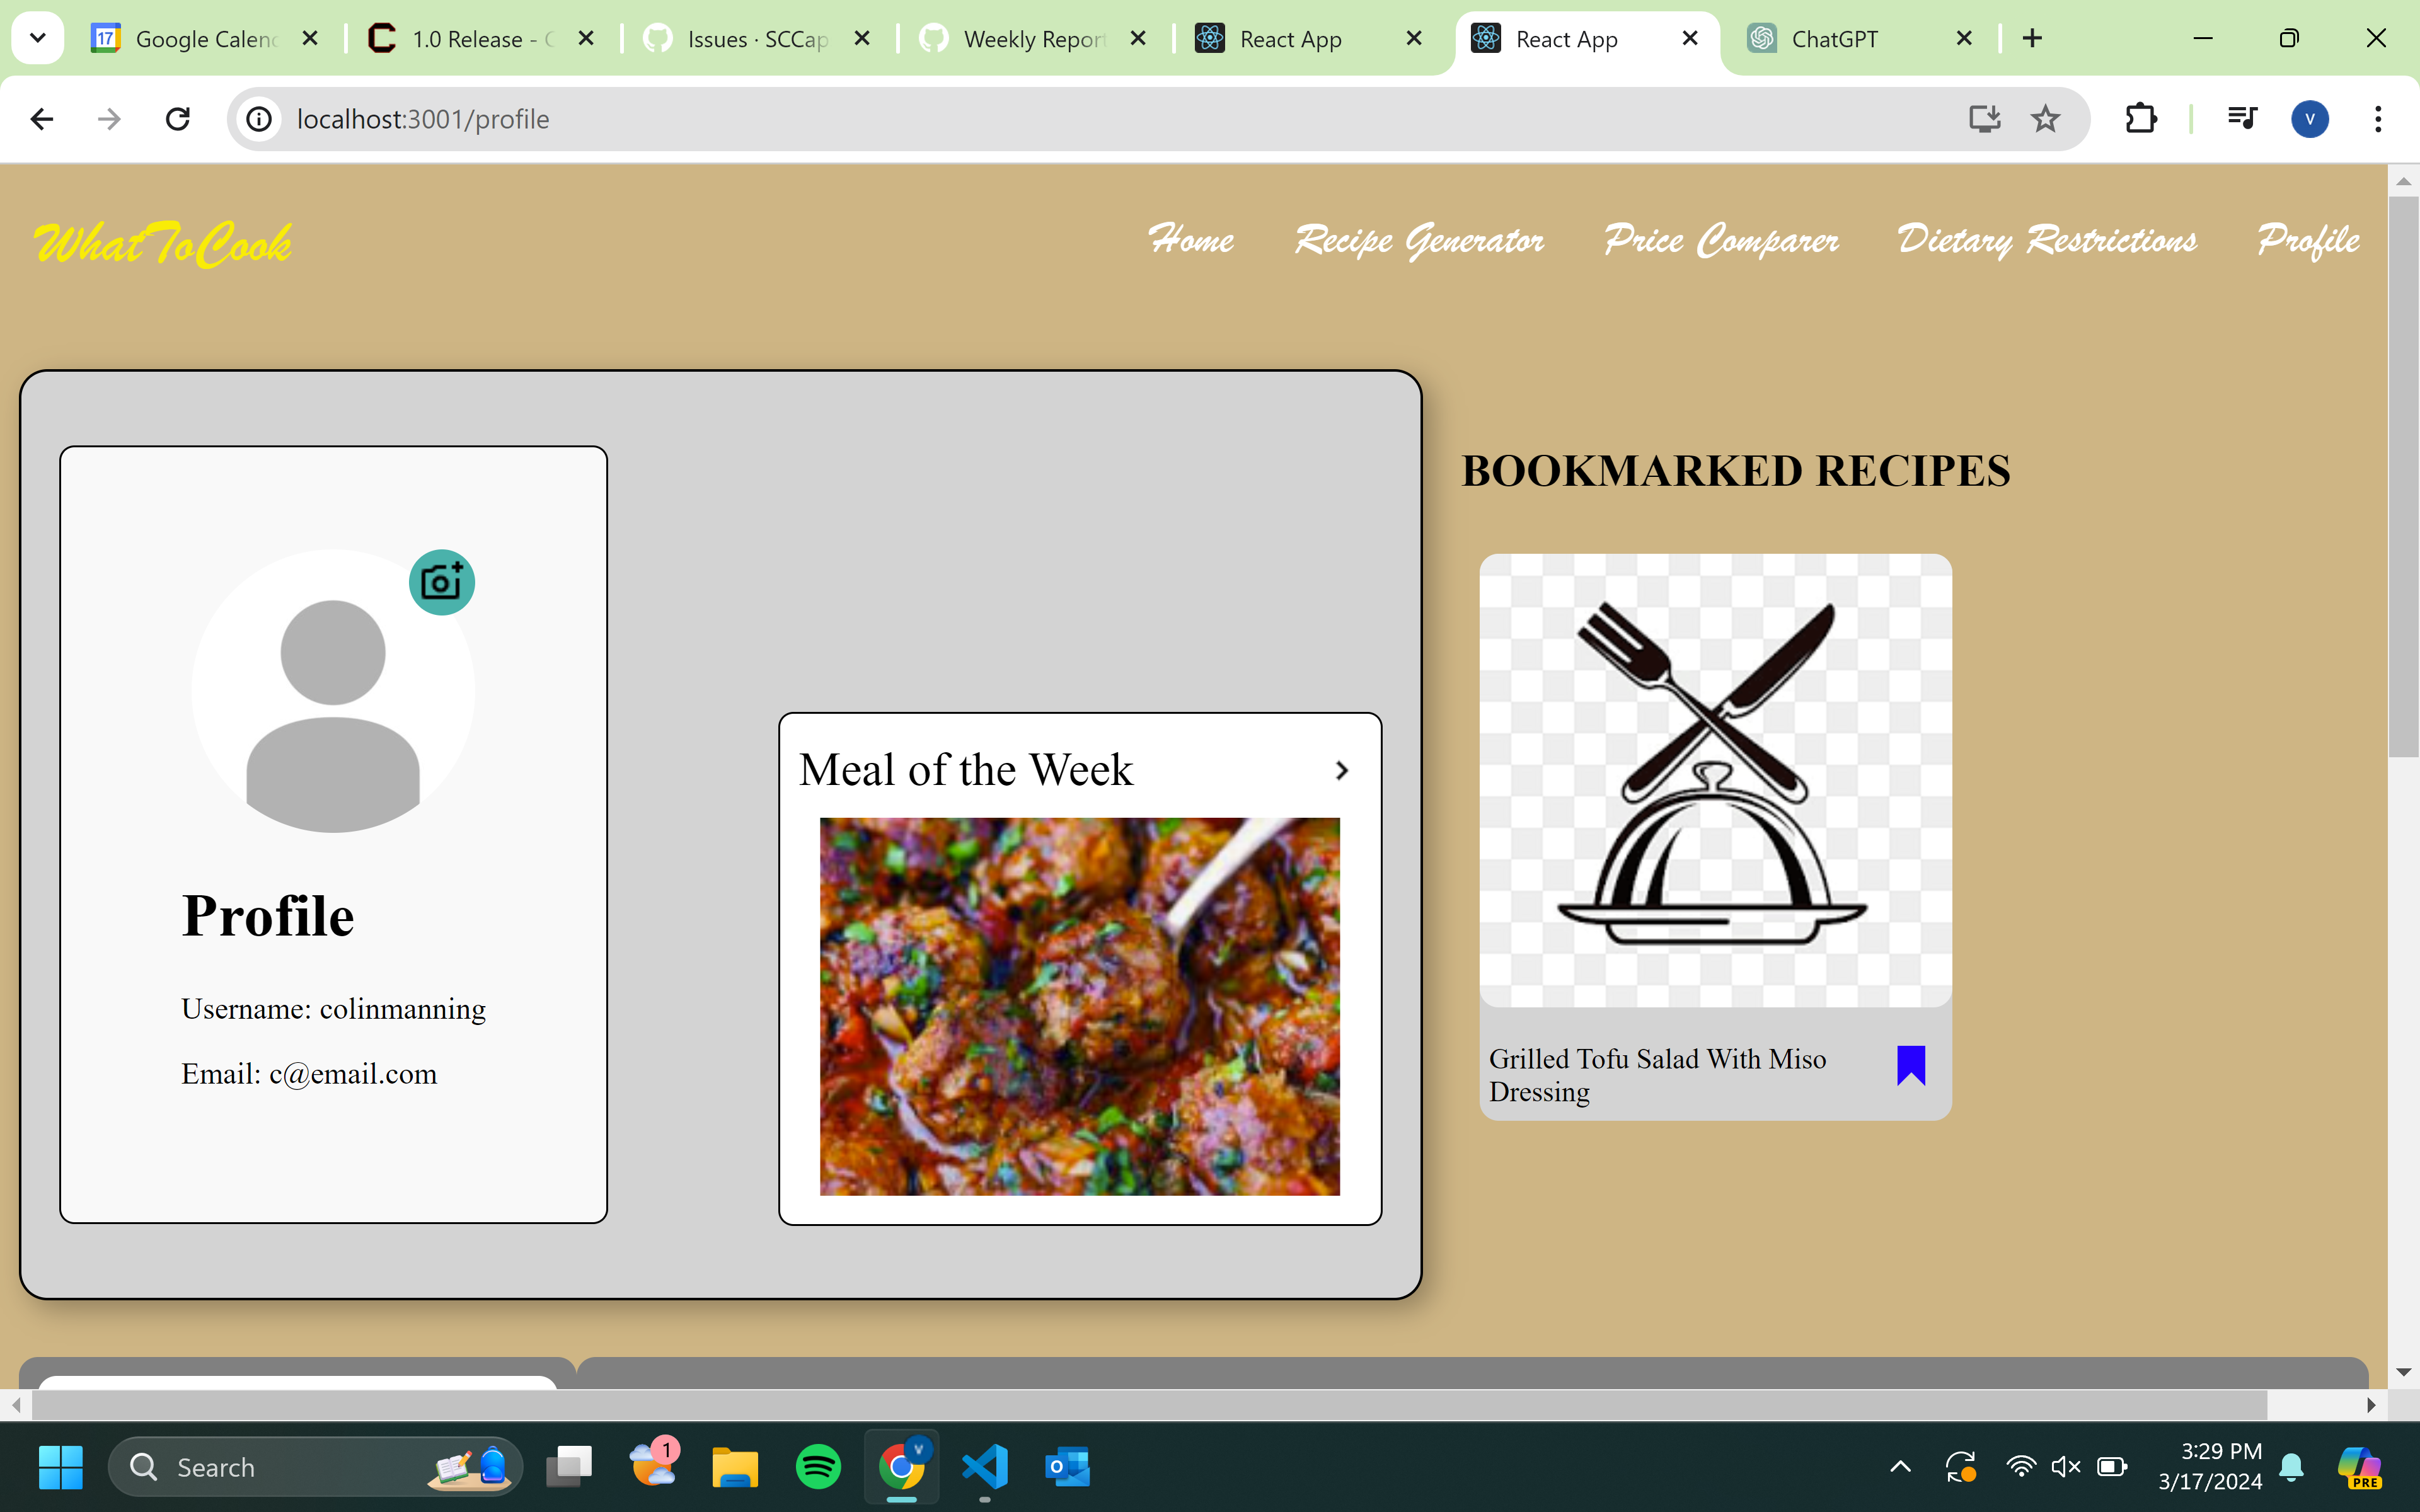 Google Calenc
1.0 Release - C
Issues · SCCap
Weekly Report
React App
React App
ChatGPT
localhost:3001/profile
V
WhatToCook
Home
Recipe Generator
Price Comparer
Dietary Restrictions
Profile
BOOKMARKED RECIPES
Meal of the Week
Profile
Username: colinmanning
Email: c@email.com
Grilled Tofu Salad With Miso
Dressing
Search
1
3:29 PM
3/17/2024
PRE